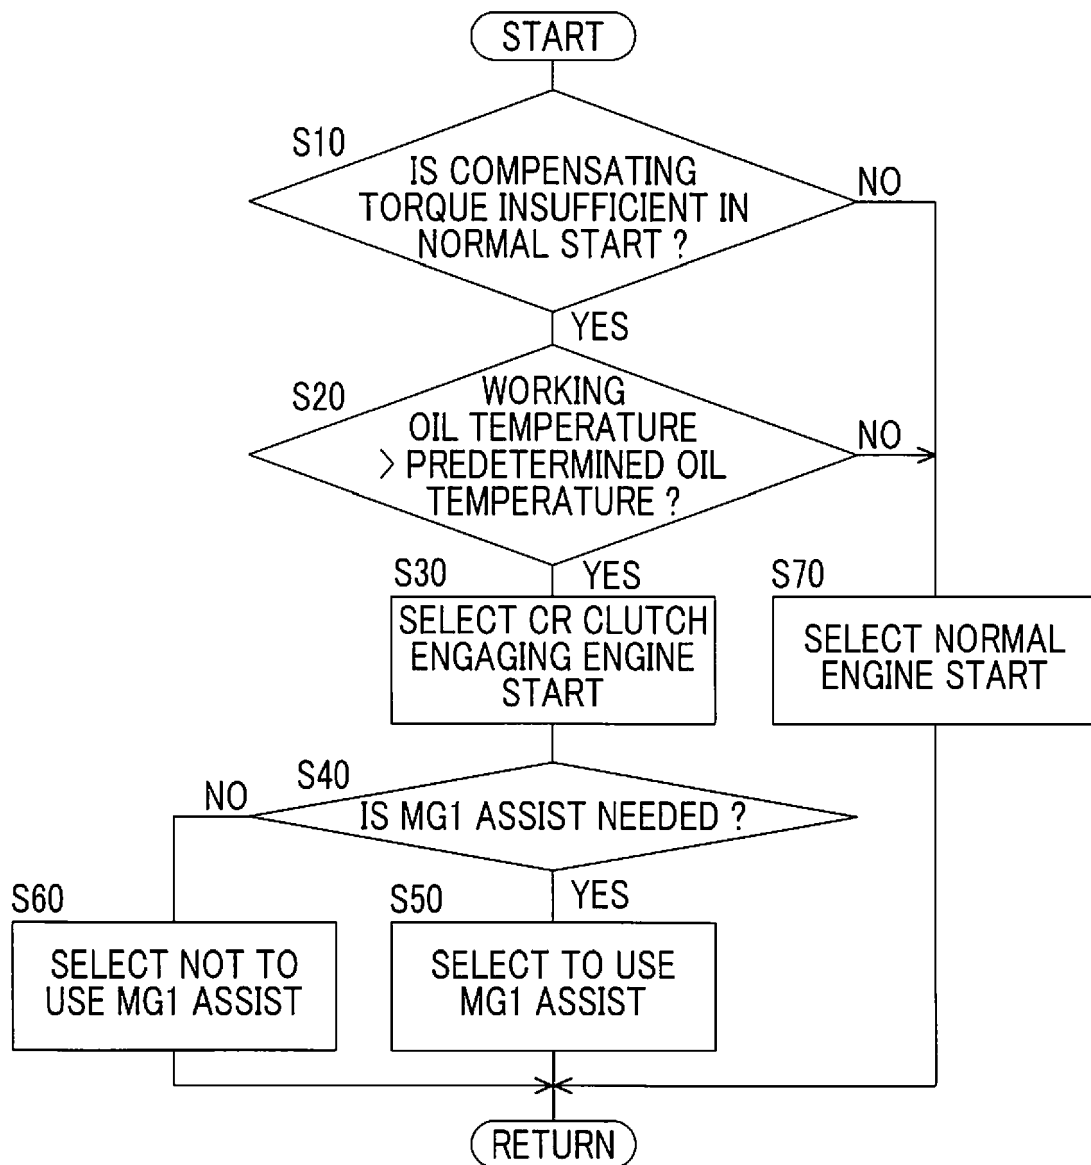 START
S10
IS COMPENSATING
TORQUE INSUFFICIENT IN
NORMAL START ?
NO
YES
S20
WORKING
OIL TEMPERATURE
> PREDETERMINED OIL
TEMPERATURE ?
NO
YES
S30
SELECT CR CLUTCH
ENGAGING ENGINE
START
S70
SELECT NORMAL
ENGINE START
S40
IS MG1 ASSIST NEEDED ?
NO
YES
S60
SELECT NOT TO
USE MG1 ASSIST
S50
SELECT TO USE
MG1 ASSIST
RETURN